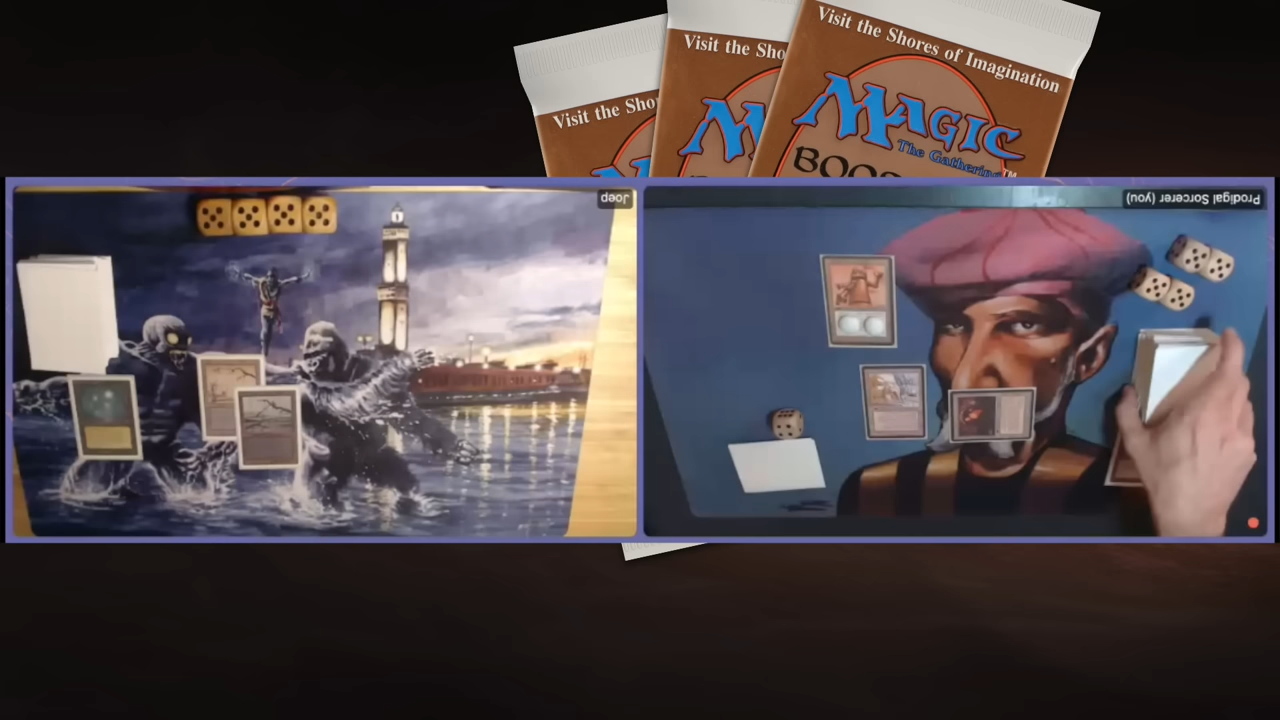 Visit the Shores of Imagination
Visit the Sho
Visit the Sho
MAGIC
The Gathering
TM
BOOS
M
Joep
Prodigal Sorcerer (you)